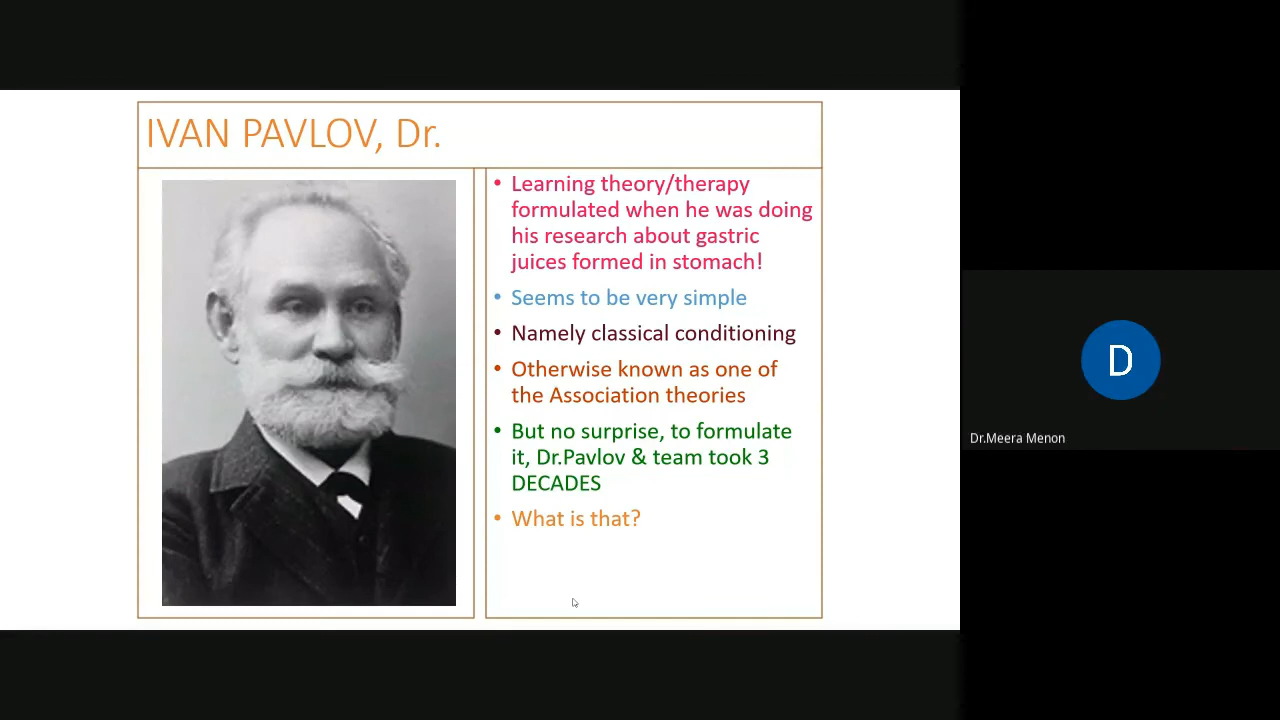 IVAN PAVLOV, Dr.
• Learning theory/therapy
formulated when he was doing
his research about gastric
juices formed in stomach!
• Seems to be very simple
• Namely classical conditioning
• Otherwise known as one of
the Association theories
• But no surprise, to formulate
it, Dr.Pavlov & team took 3
DECADES
• What is that?
D
Dr.Meera Menon